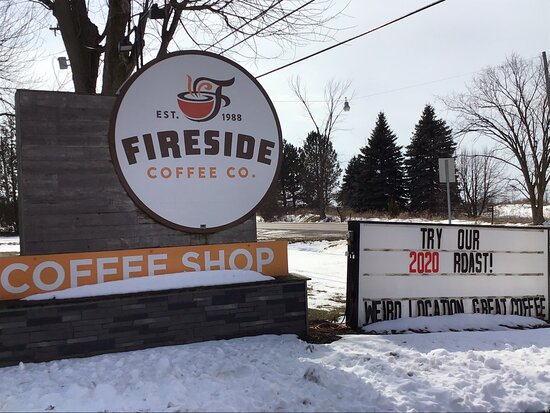 EST. 1988
FIRESIDE
COFFEE CO.
COFFEE SHOP
TRY OUR
2020 ROAST!
WEIRD LOCATION, GREAT COFFEE